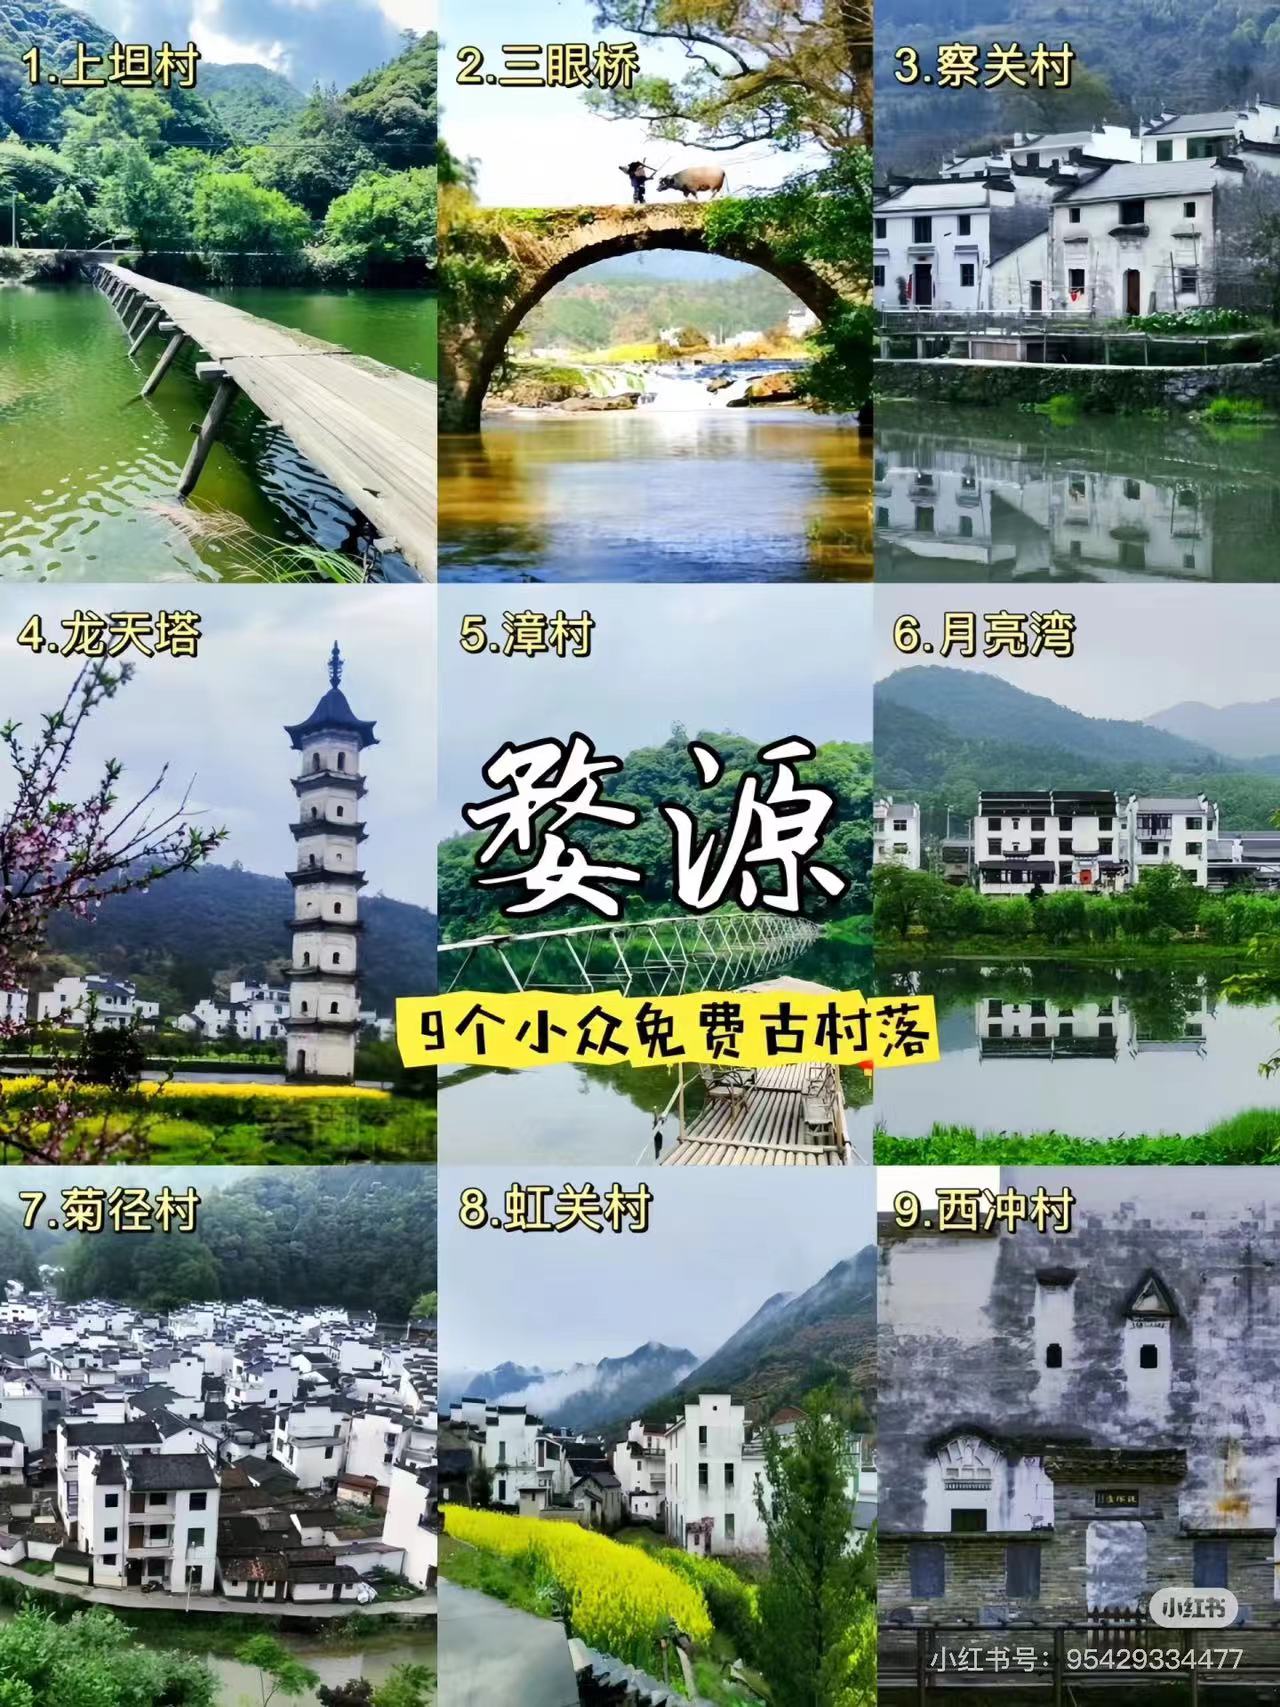 1.上坦村
2.三眼桥
3.察关村
4.龙天塔
5.漳村
6.月亮湾
婺源
9个小众免费古村落
7.菊径村
8.虹关村
9.西冲村
小红书
小红书号：95429334477